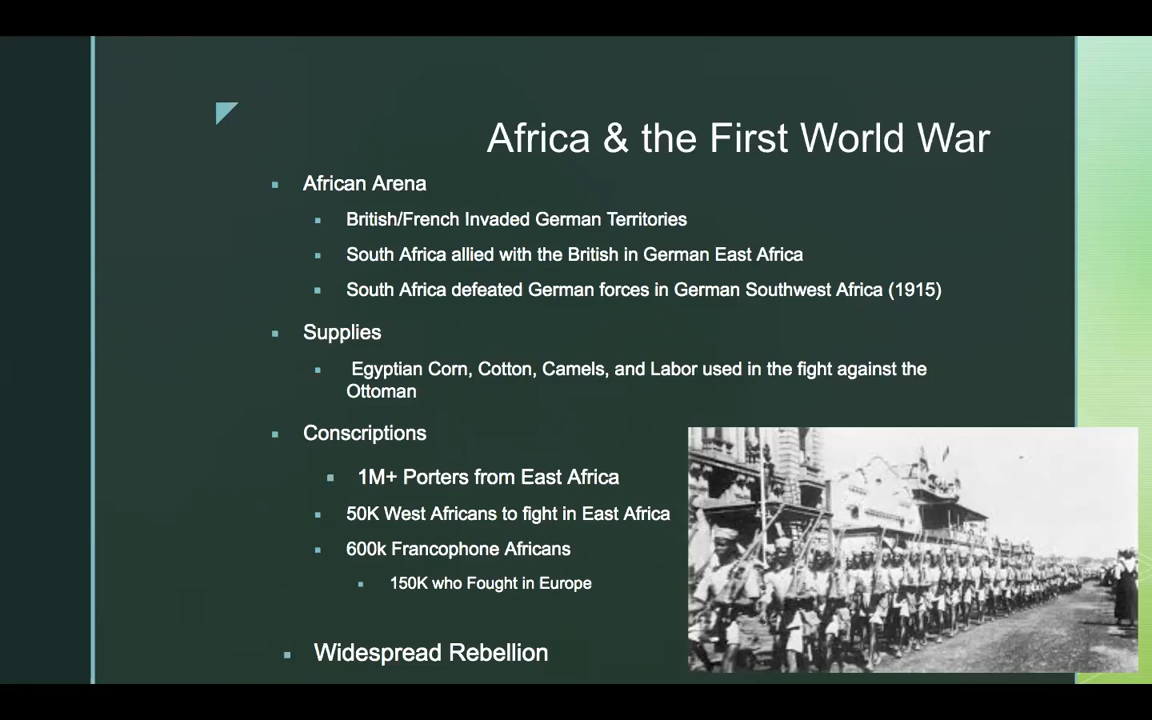 Africa & the First World War
African Arena
British/French Invaded German Territories
South Africa allied with the British in German East Africa
South Africa defeated German forces in German Southwest Africa (1915)
Supplies
Egyptian Corn, Cotton, Camels, and Labor used in the fight against the
Ottoman
Conscriptions
1M+ Porters from East Africa
50K West Africans to fight in East Africa
600k Francophone Africans
150K who Fought in Europe
Widespread Rebellion